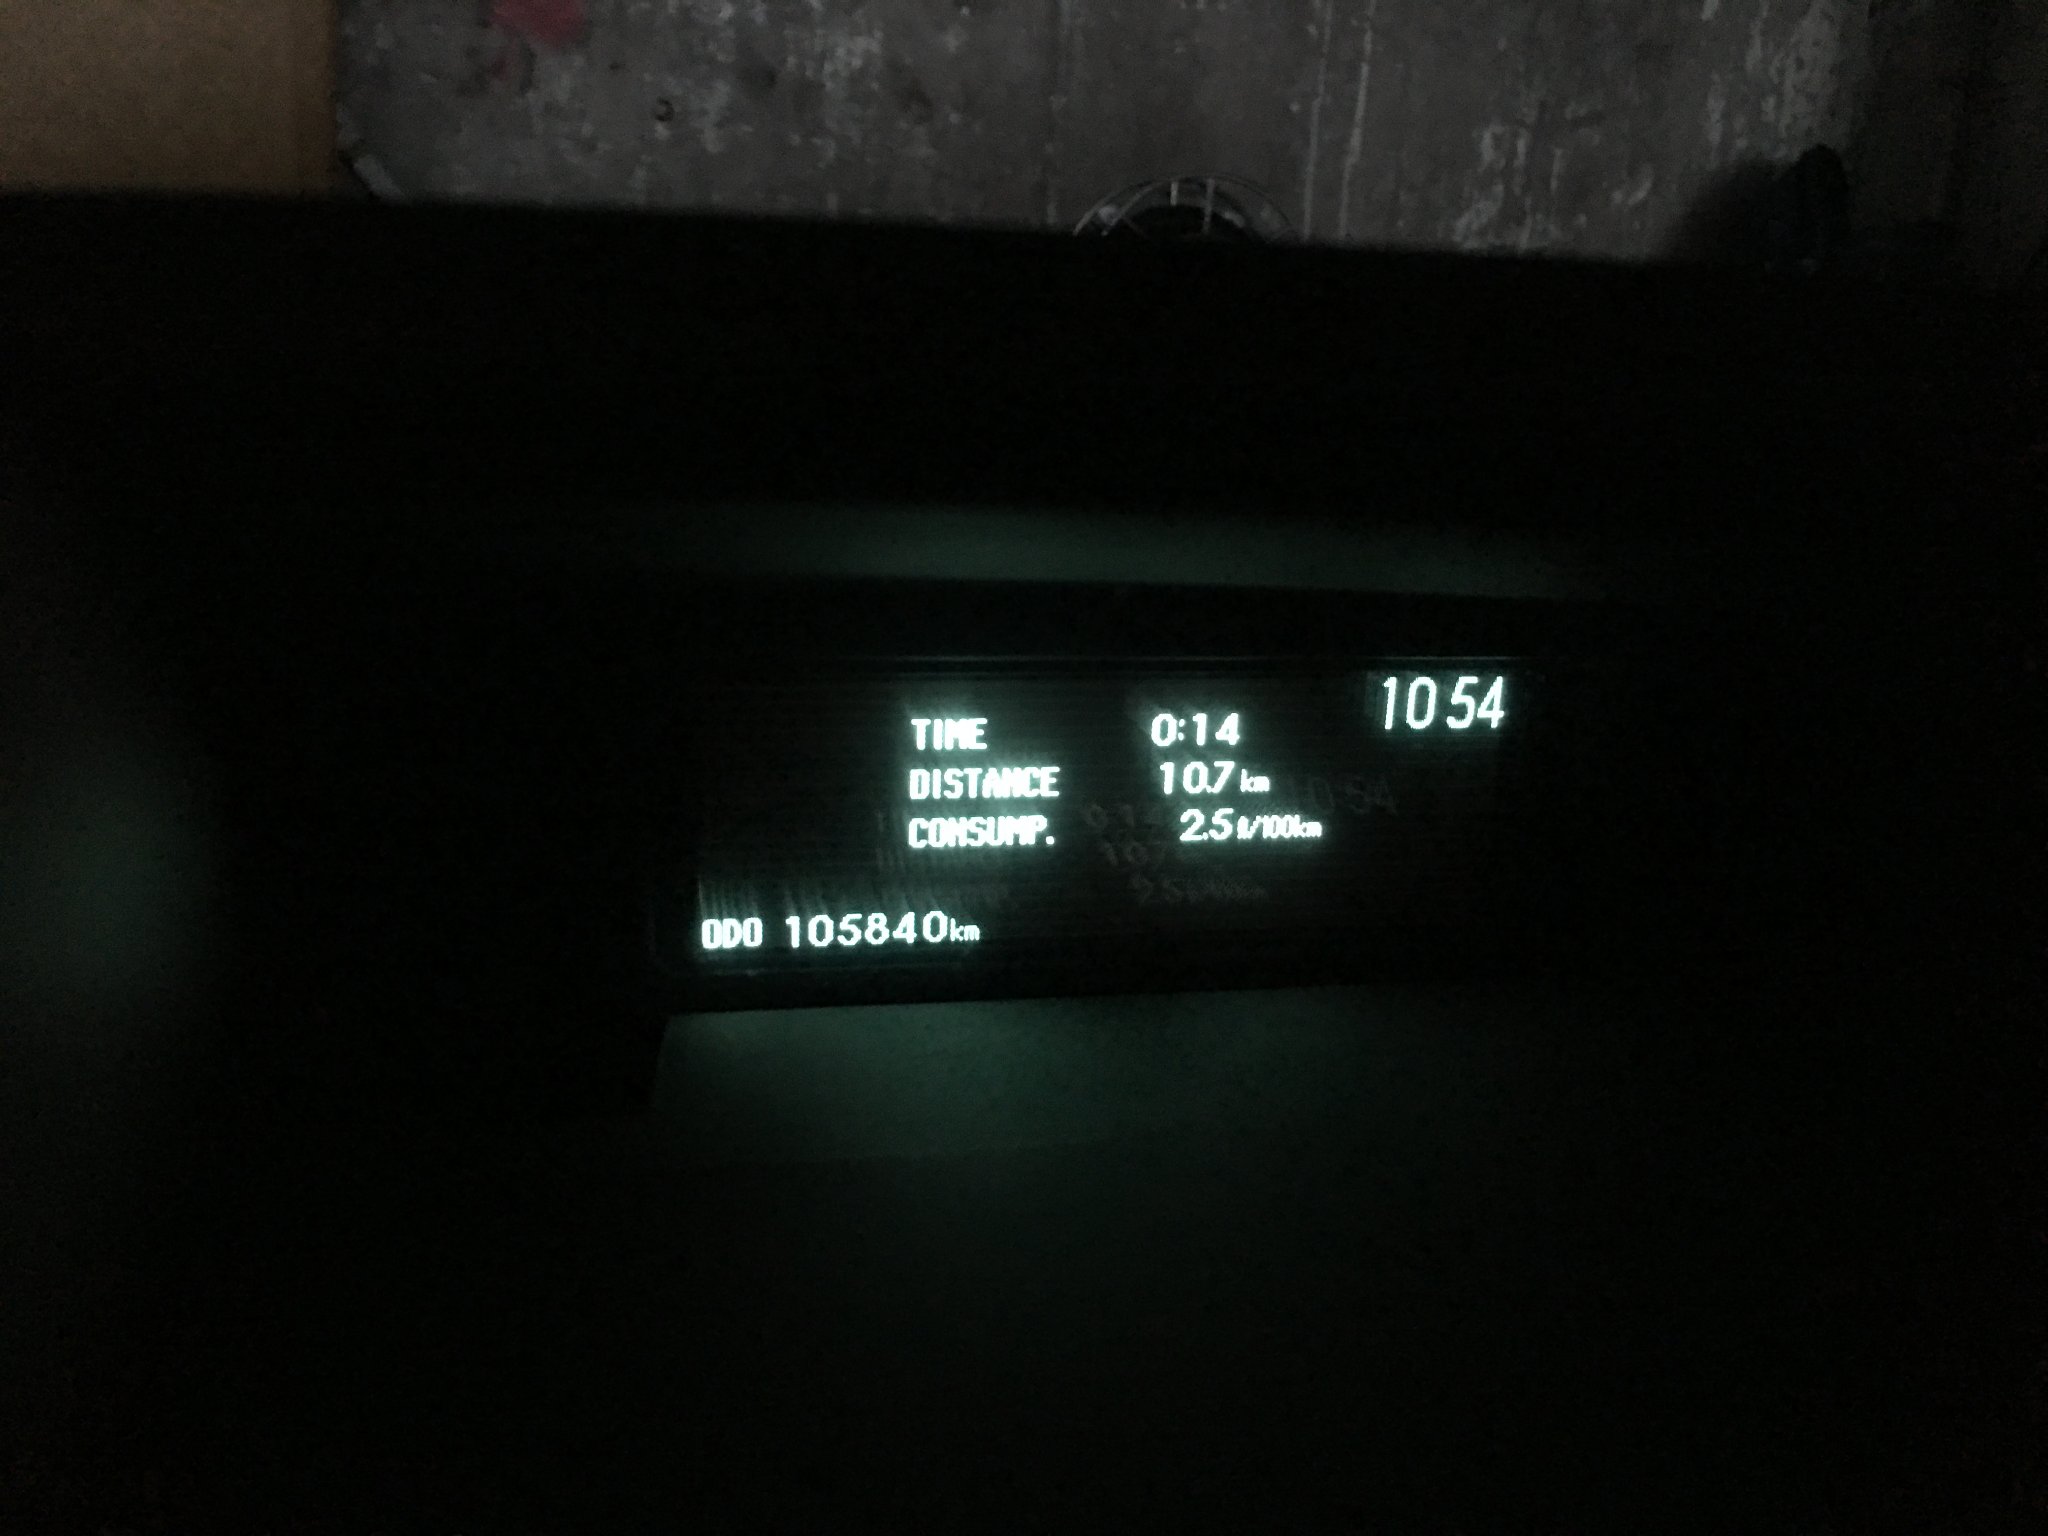 10 54
TIME 0:14
DISTANCE 10.7 km
CONSUMP. 2.5 ℓ/100km
ODO 105840km